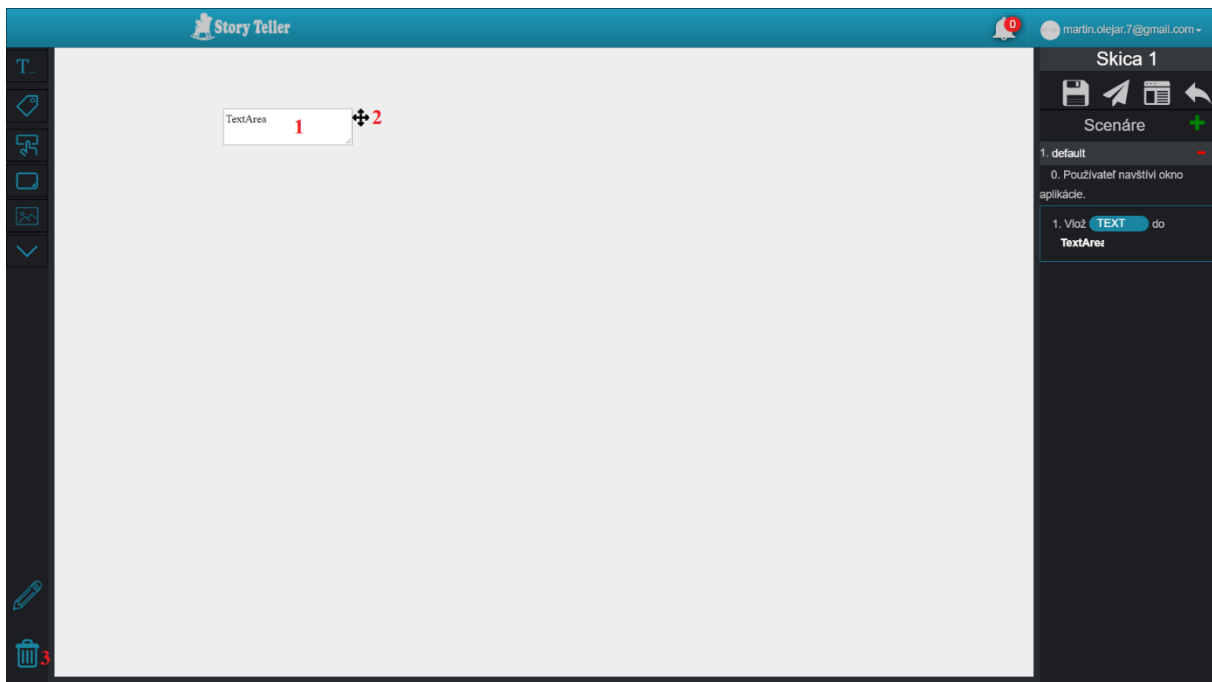 Story Teller
0
martin.olejar.7@gmail.com
T_
Skica 1
Scenáre
1. default
0. Používateľ navštívi okno
aplikácie.
1. Vlož TEXT do
TextArea
TextArea
1
2
3